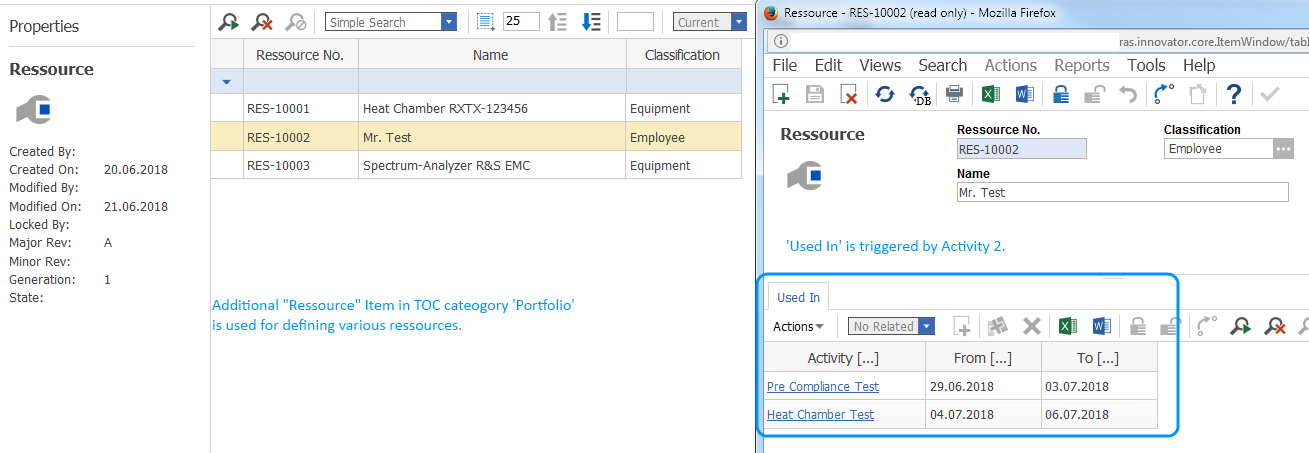 Properties
Ressource
Created By:
Created On: 20.06.2018
Modified By:
Modified On: 21.06.2018
Locked By:
Major Rev: A
Minor Rev:
Generation: 1
State:
Simple Search 25 Current
Ressource No. Name Classification
RES-10001 Heat Chamber RXTX-123456 Equipment
RES-10002 Mr. Test Employee
RES-10003 Spectrum-Analyzer R&S EMC Equipment
Additional "Ressource" Item in TOC cateogory 'Portfolio'
is used for defining various ressources.
Ressource - RES-10002 (read only) - Mozilla Firefox
ras.innovator.core.ItemWindow/tabI
File Edit Views Search Actions Reports Tools Help
DB
Ressource
Ressource No. Classification
RES-10002 Employee ...
Name
Mr. Test
'Used In' is triggered by Activity 2.
Used In
Actions No Related
Activity [...] From [...] To [...]
Pre Compliance Test 29.06.2018 03.07.2018
Heat Chamber Test 04.07.2018 06.07.2018